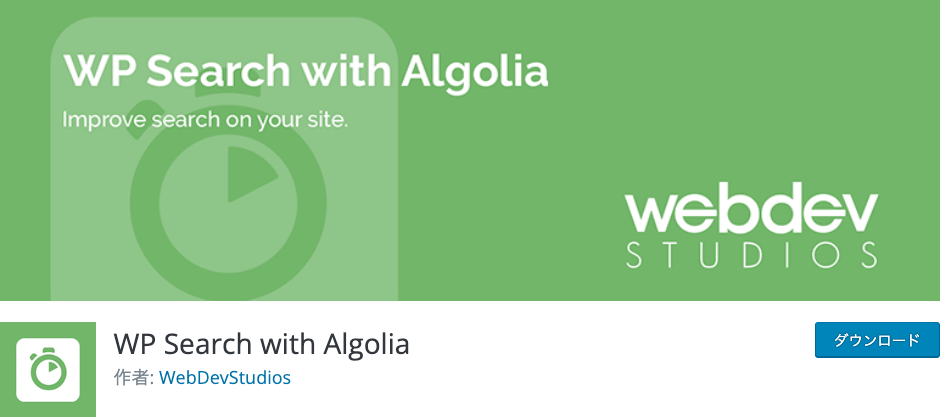 WP Search with Algolia
Improve search on your site.
webdev
STUDIOS
WP Search with Algolia
ダウンロード
作者: WebDevStudios